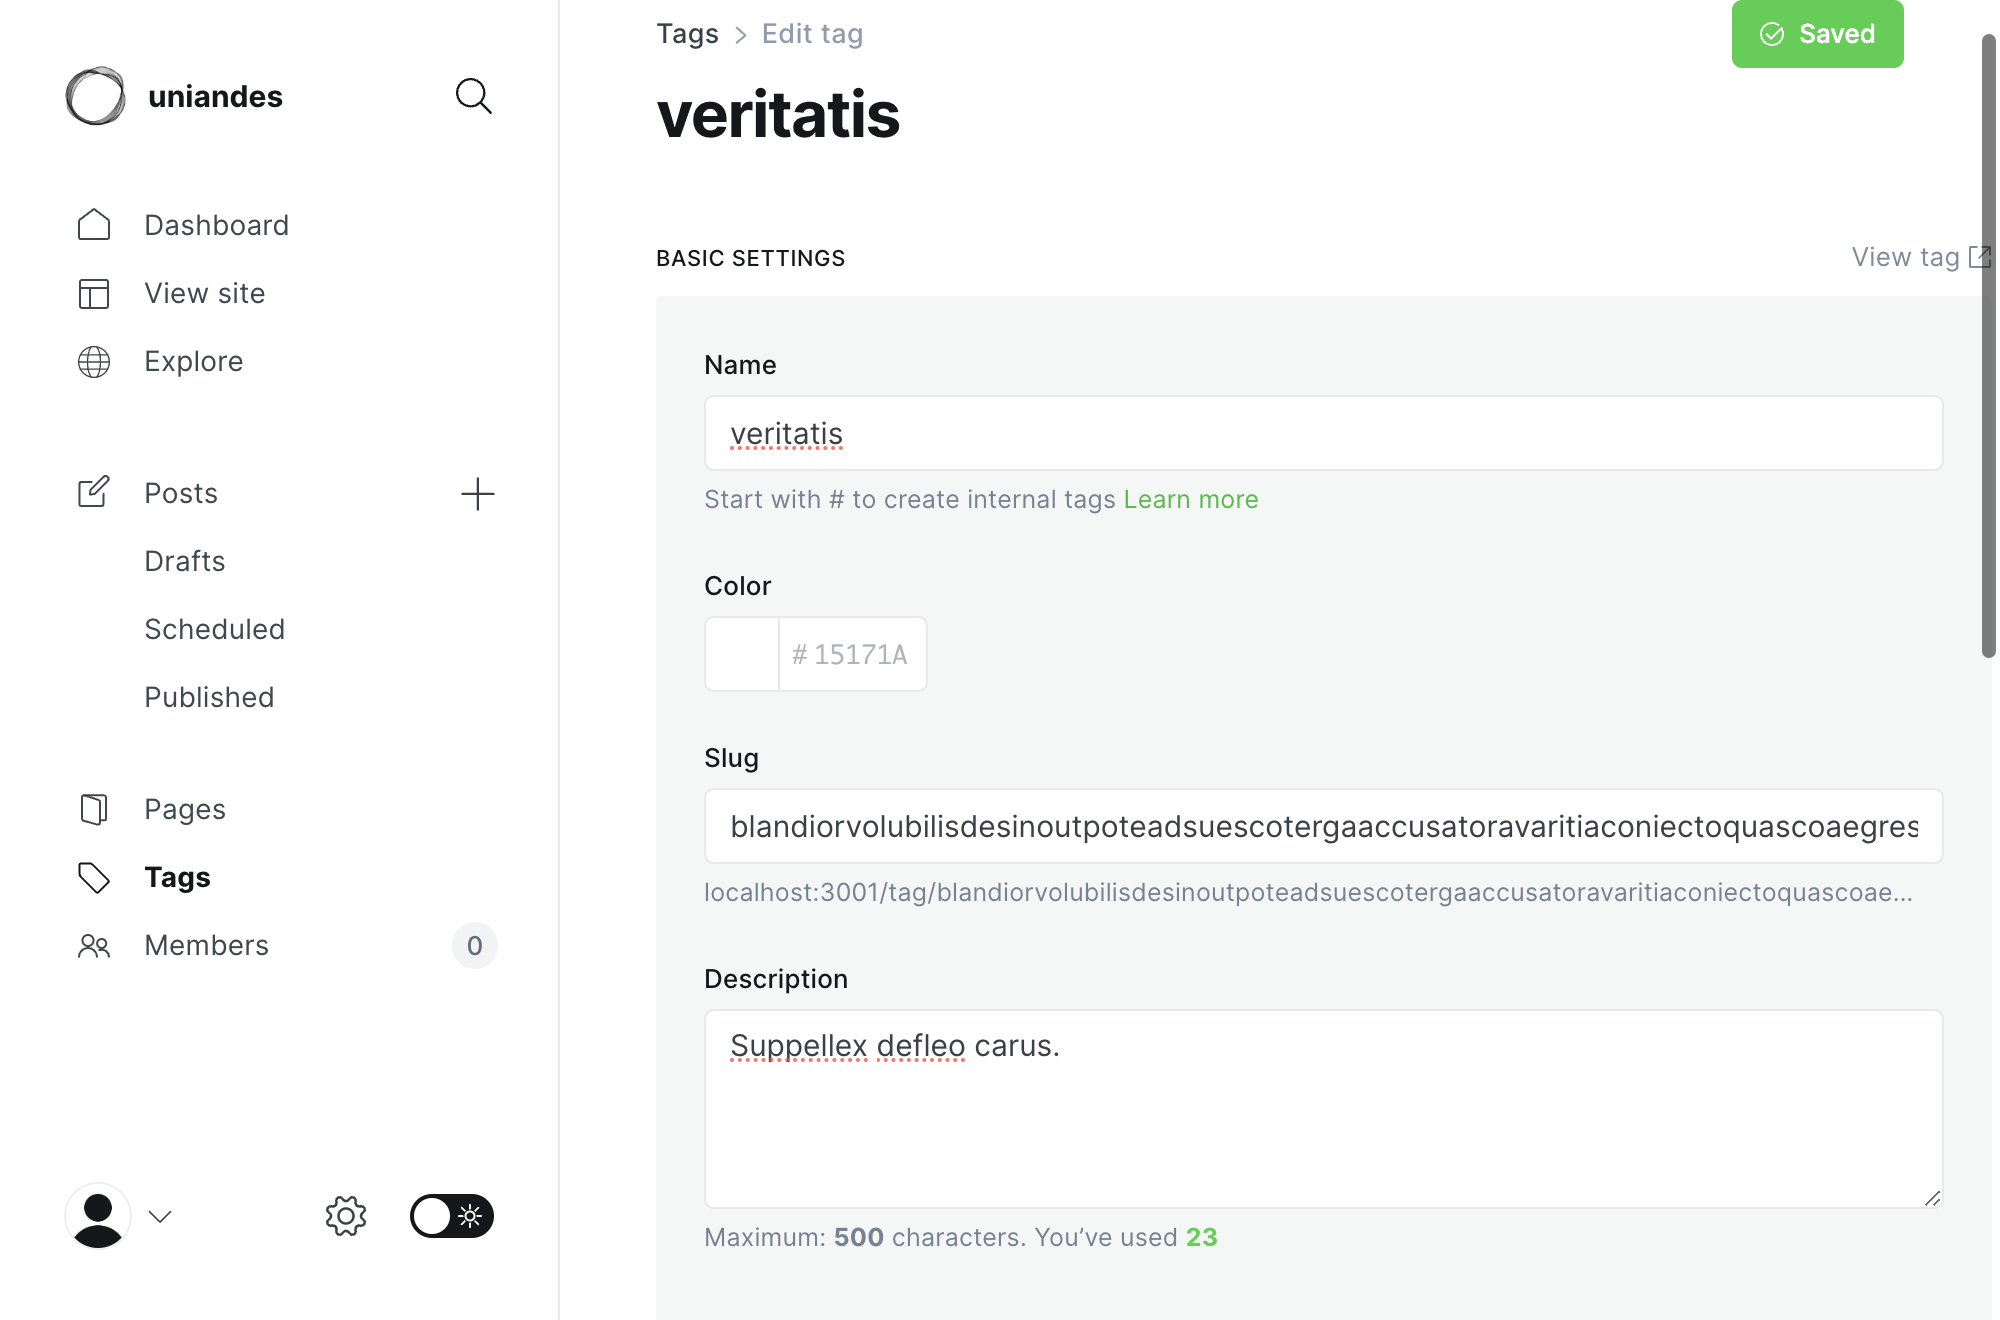 uniandes
Dashboard
View site
Explore
Posts
Drafts
Scheduled
Published
Pages
Tags
Members
0
Tags > Edit tag
Saved
veritatis
BASIC SETTINGS
View tag
Name
veritatis
Start with # to create internal tags Learn more
Color
# 15171A
Slug
blandiorvolubilisdesinoutpoteadsuescotergaaccusatoravaritiaconiectoquascoaegres
localhost:3001/tag/blandiorvolubilisdesinoutpoteadsuescotergaaccusatoravaritiaconiectoquascoae...
Description
Suppellex defleo carus.
Maximum: 500 characters. You’ve used 23